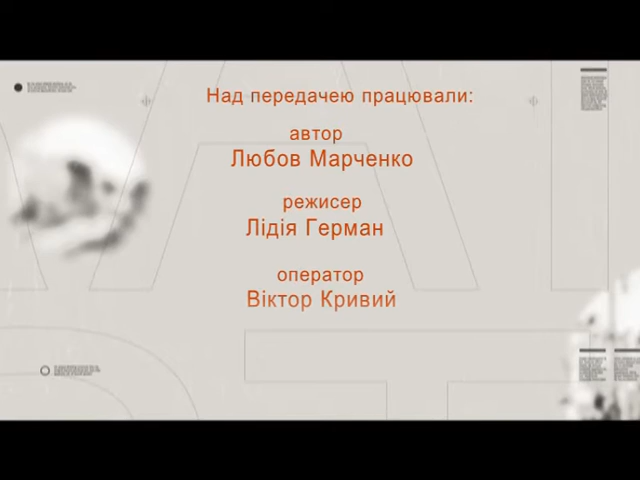 Над передачею працювали:
автор
Любов Марченко
режисер
Лідія Герман
оператор
Віктор Кривий